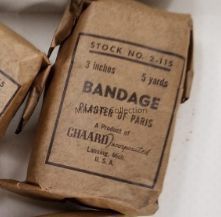 STOCK NO. 2-115
3 inches 5 yards
BANDAGE
PLASTER OF PARIS
A Product of
CHAARD Incorporated
Lansing, Mich.
U. S. A.